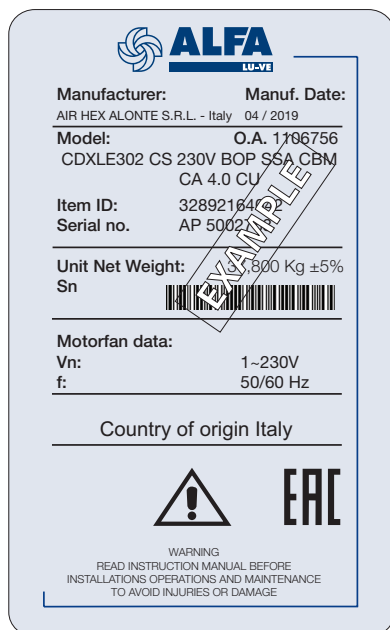 ALFA
LU-VE
Manufacturer: Manuf. Date:
AIR HEX ALONTE S.R.L. - Italy 04 / 2019
Model: O.A. 1106756
CDXLE302 CS 230V BOP SSA CBM
CA 4.0 CU
Item ID:
Serial no. AP
Unit Net Weight: ,800 Kg ±5%
Sn
EXAMPLE
Motorfan data:
Vn: 1~230V
f: 50/60 Hz
Country of origin Italy
EAC
WARNING
READ INSTRUCTION MANUAL BEFORE
INSTALLATIONS OPERATIONS AND MAINTENANCE
TO AVOID INJURIES OR DAMAGE